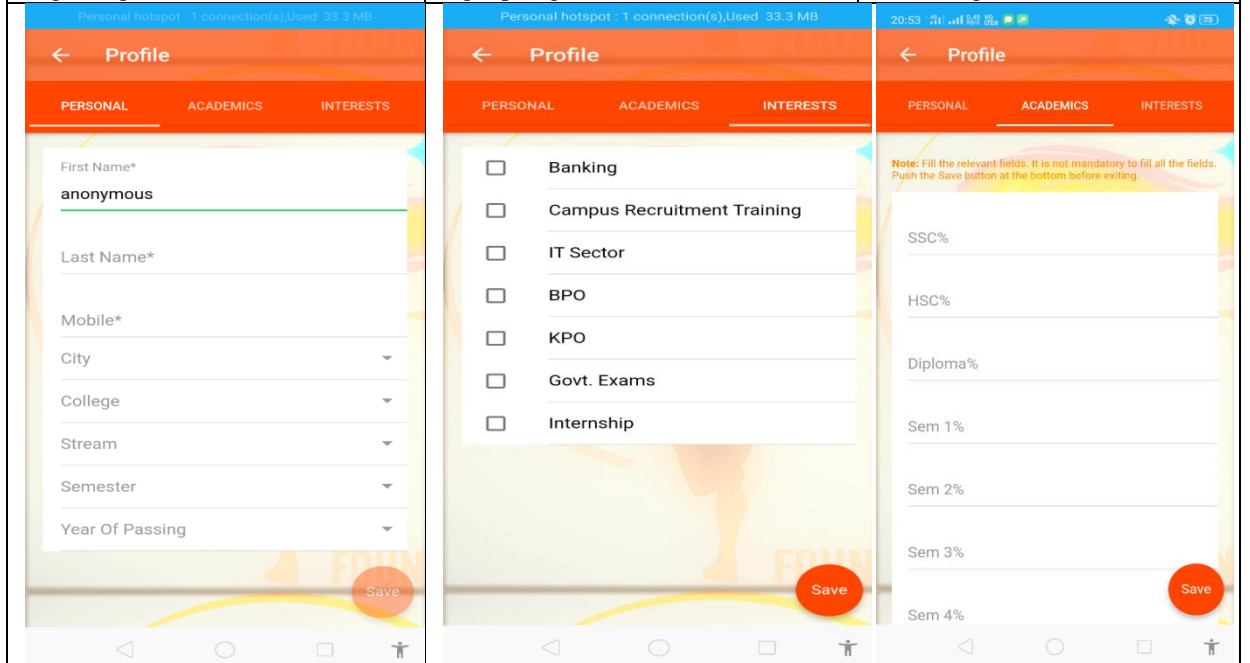 Personal hotspot : 1 connection(s),Used 33.3 MB
Profile
PERSONAL ACADEMICS INTERESTS
First Name*
anonymous
Last Name*
Mobile*
City
College
Stream
Semester
Year Of Passing
FOUN
Save
Personal hotspot : 1 connection(s),Used 33.3 MB
Profile
PERSONAL ACADEMICS INTERESTS
Banking
Campus Recruitment Training
IT Sector
BPO
KPO
Govt. Exams
Internship
FOUN
Save
20:53 70
Profile
PERSONAL ACADEMICS INTERESTS
Note: Fill the relevant fields. It is not mandatory to fill all the fields.
Push the Save button at the bottom before exiting.
SSC%
HSC%
Diploma%
Sem 1%
Sem 2%
Sem 3%
Sem 4%
Save